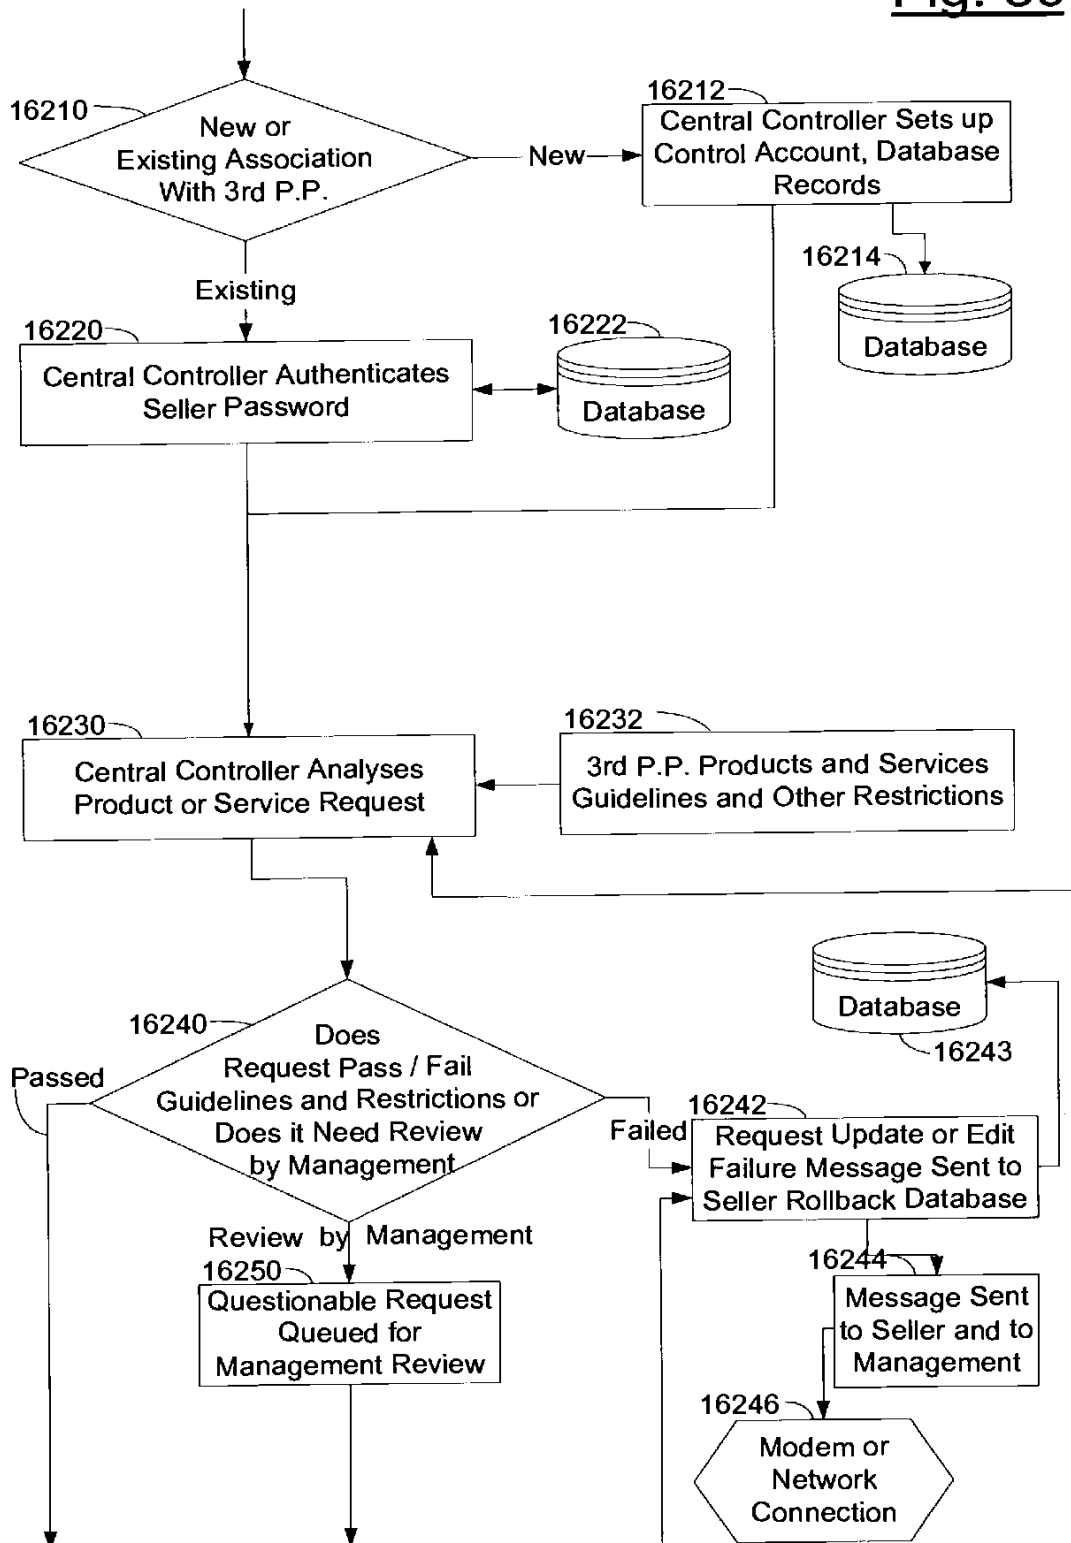 16210
New or
Existing Association
With 3rd P.P.
New
16212
Central Controller Sets up
Control Account, Database
Records
16214
Database
Existing
16220
Central Controller Authenticates
Seller Password
16222
Database
16230
Central Controller Analyses
Product or Service Request
16232
3rd P.P. Products and Services
Guidelines and Other Restrictions
Database
16243
16240
Does
Request Pass / Fail
Guidelines and Restrictions or
Does it Need Review
by Management
Passed
Failed
16242
Request Update or Edit
Failure Message Sent to
Seller Rollback Database
Review by Management
16250
Questionable Request
Queued for
Management Review
16244
Message Sent
to Seller and to
Management
16246
Modem or
Network
Connection